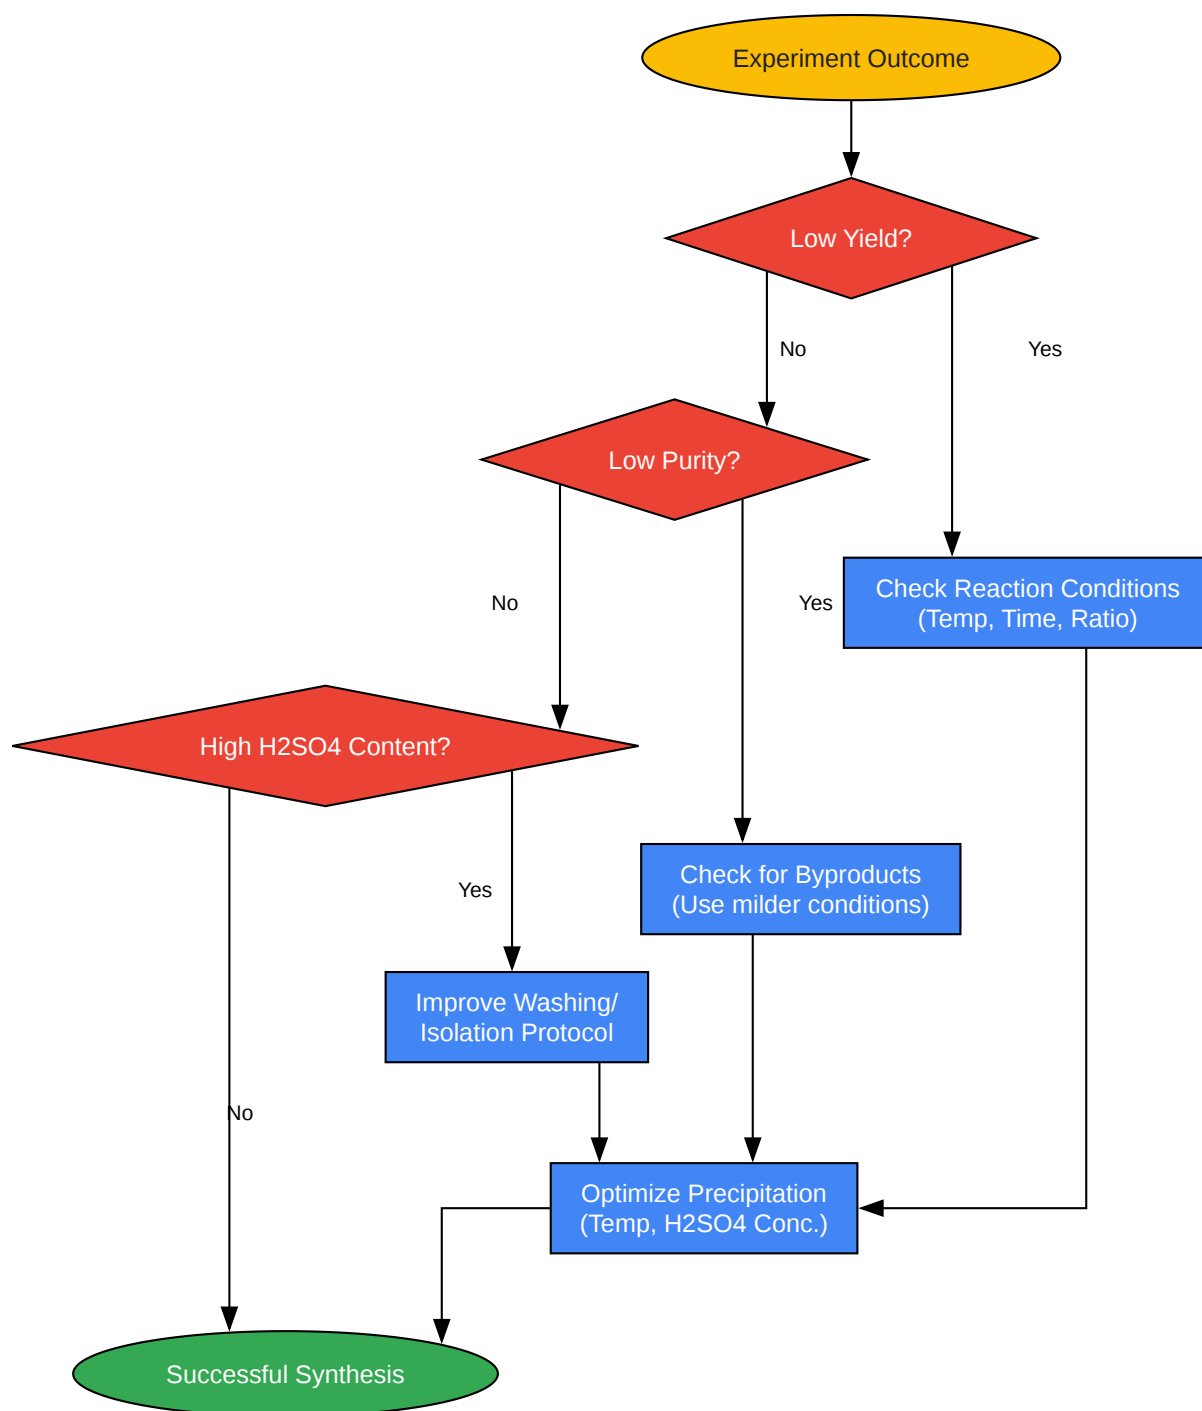 Experiment Outcome
Low Yield?
No
Yes
Low Purity?
Check Reaction Conditions
(Temp, Time, Ratio)
No
Yes
High H2SO4 Content?
Check for Byproducts
(Use milder conditions)
Yes
Improve Washing/
Isolation Protocol
No
Optimize Precipitation
(Temp, H2SO4 Conc.)
Successful Synthesis